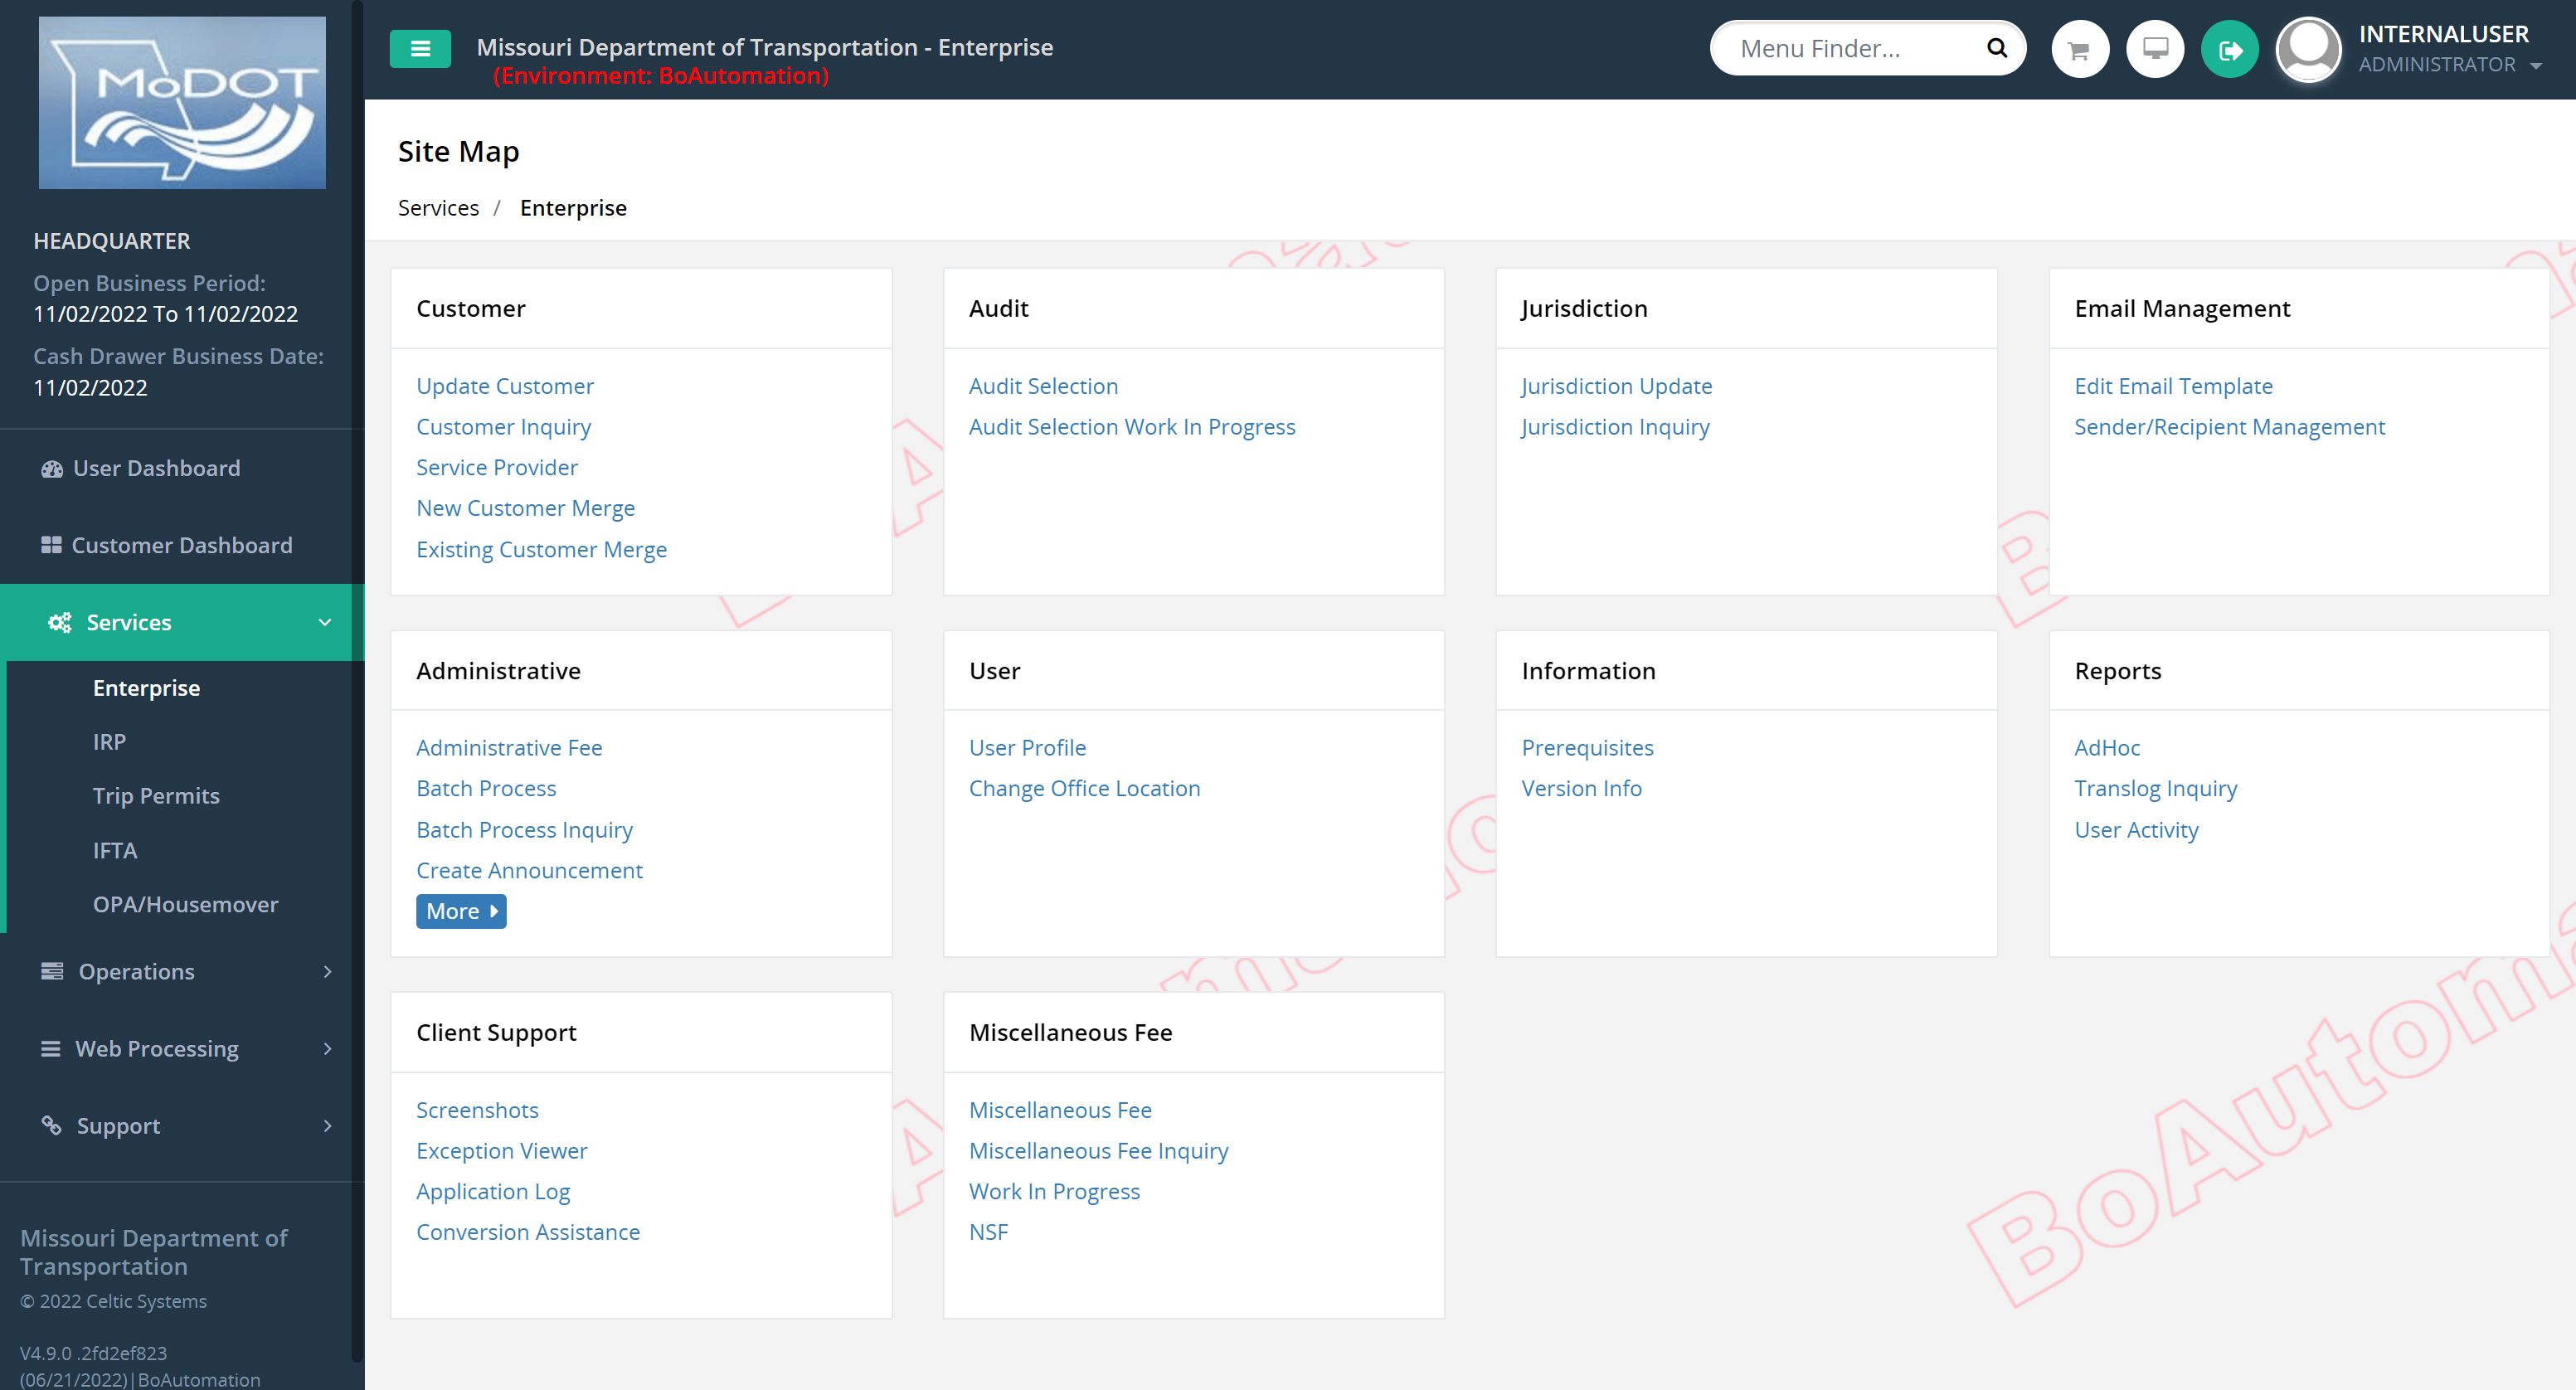 MoDOT
HEADQUARTER
Open Business Period:
11/02/2022 To 11/02/2022
Cash Drawer Business Date:
11/02/2022
User Dashboard
Customer Dashboard
Services
Enterprise
IRP
Trip Permits
IFTA
OPA/Housemover
Operations
Web Processing
Support
Missouri Department of
Transportation
© 2022 Celtic Systems
V4.9.0 .2fd2ef823
(06/21/2022)|BoAutomation
Missouri Department of Transportation - Enterprise
(Environment: BoAutomation)
Menu Finder...
INTERNALUSER
ADMINISTRATOR
Site Map
Services / Enterprise
Customer
Update Customer
Customer Inquiry
Service Provider
New Customer Merge
Existing Customer Merge
Audit
Audit Selection
Audit Selection Work In Progress
Jurisdiction
Jurisdiction Update
Jurisdiction Inquiry
Email Management
Edit Email Template
Sender/Recipient Management
Administrative
Administrative Fee
Batch Process
Batch Process Inquiry
Create Announcement
More
User
User Profile
Change Office Location
Information
Prerequisites
Version Info
Reports
AdHoc
Translog Inquiry
User Activity
Client Support
Screenshots
Exception Viewer
Application Log
Conversion Assistance
Miscellaneous Fee
Miscellaneous Fee
Miscellaneous Fee Inquiry
Work In Progress
NSF
BoAutoma